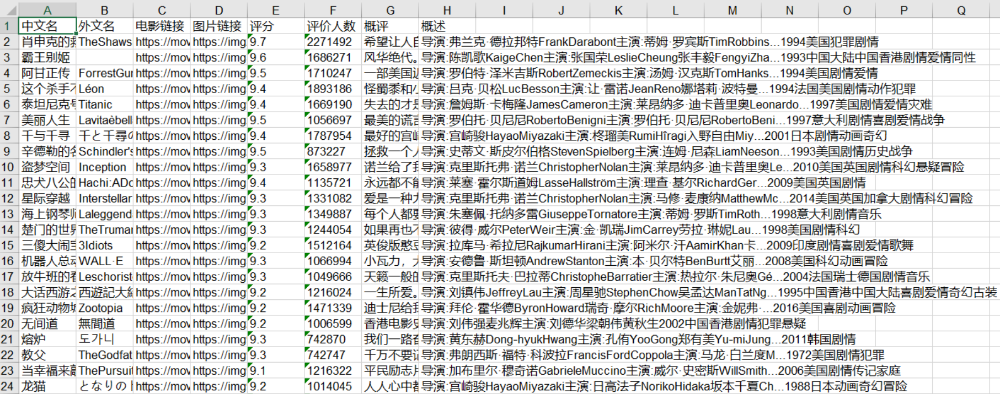 A B C D E F G H I J K L M N O P Q
1 中文名 外文名 电影链接 图片链接 评分 评价人数 概评 概述
2 肖申克的 TheShaws https://mov https://img 9.7 2271492 希望让人自 导演:弗兰克·德拉邦特FrankDarabont主演:蒂姆·罗宾斯TimRobbins...1994美国犯罪剧情
3 霸王别姬 https://mov https://img 9.6 1686271 风华绝代。 导演:陈凯歌KaigeChen主演:张国荣LeslieCheung张丰毅FengyiZha...1993中国大陆中国香港剧情爱情同性
4 阿甘正传 ForrestGu https://mov https://img 9.5 1710247 一部美国 导演:罗伯特·泽米吉斯RobertZemeckis主演:汤姆·汉克斯TomHanks...1994美国剧情爱情
5 这个杀手不 Léon https://mov https://img 9.4 1893186 怪蜀黍和小 导演:吕克·贝松LucBesson主演:让·雷诺JeanReno娜塔莉·波特曼...1994法国美国剧情动作犯罪
6 泰坦尼克号 Titanic https://mov https://img 9.4 1669190 失去的才是 导演:詹姆斯·卡梅隆JamesCameron主演:莱昂纳多·迪卡普里奥Leonardo...1997美国剧情爱情灾难
7 美丽人生 Lavitaèbell https://mov https://img 9.5 1056697 最美的谎言 导演:罗伯托·贝尼尼RobertoBenigni主演:罗伯托·贝尼尼RobertoBeni...1997意大利剧情喜剧爱情战争
8 千与千寻 千と千尋の https://mov https://img 9.4 1787954 最好的宫崎 导演:宫崎骏HayaoMiyazaki主演:柊瑠美RumiHîragi入野自由Miy...2001日本剧情动画奇幻
9 辛德勒的名 Schindler's https://mov https://img 9.5 873227 拯救一个人 导演:史蒂文·斯皮尔伯格StevenSpielberg主演:连姆·尼森LiamNeeson...1993美国剧情历史战争
10 盗梦空间 Inception https://mov https://img 9.3 1658977 诺兰给了我 导演:克里斯托弗·诺兰ChristopherNolan主演:莱昂纳多·迪卡普里奥Le...2010美国英国剧情科幻悬疑冒险
11 忠犬八公的 Hachi:ADo https://mov https://img 9.4 1135721 永远都不能 导演:莱塞·霍尔斯道姆LasseHallström主演:理查·基尔RichardGer...2009美国英国剧情
12 星际穿越 Interstellar https://mov https://img 9.3 1331082 爱是一种力 导演:克里斯托弗·诺兰ChristopherNolan主演:马修·麦康纳MatthewMc...2014美国英国加拿大剧情科幻冒险
13 海上钢琴师 Laleggend https://mov https://img 9.3 1349887 每个人都要 导演:朱塞佩·托纳多雷GiuseppeTornatore主演:蒂姆·罗斯TimRoth...1998意大利剧情音乐
14 楚门的世界 TheTruman https://mov https://img 9.3 1244054 如果再也不 导演:彼得·威尔PeterWeir主演:金·凯瑞JimCarrey劳拉·琳妮Lau...1998美国剧情科幻
15 三傻大闹宝 3Idiots https://mov https://img 9.2 1512164 英俊版憨豆 导演:拉库马·希拉尼RajkumarHirani主演:阿米尔·汗AamirKhan卡...2009印度剧情喜剧爱情歌舞
16 机器人总动 WALL·E https://mov https://img 9.3 1066994 小瓦力，大 导演:安德鲁·斯坦顿AndrewStanton主演:本·贝尔特BenBurtt艾丽...2008美国科幻动画冒险
17 放牛班的春 Leschorist https://mov https://img 9.3 1049666 天籁一般的 导演:克里斯托夫·巴拉蒂ChristopheBarratier主演:热拉尔·朱尼奥Gé...2004法国瑞士德国剧情音乐
18 大话西游之 西遊記大結 https://mov https://img 9.2 1216024 一生所爱。 导演:刘镇伟JeffreyLau主演:周星驰StephenChow吴孟达ManTatNg...1995中国香港中国大陆喜剧爱情奇幻古装
19 疯狂动物城 Zootopia https://mov https://img 9.2 1471339 迪士尼给我 导演:拜伦·霍华德ByronHoward瑞奇·摩尔RichMoore主演:金妮弗·...2016美国喜剧动画冒险
20 无间道 無間道 https://mov https://img 9.2 1006599 香港电影史 导演:刘伟强麦兆辉主演:刘德华梁朝伟黄秋生2002中国香港剧情犯罪悬疑
21 熔炉 도가니 https://mov https://img 9.3 742870 我们一路奋 导演:黄东赫Dong-hyukHwang主演:孔侑YooGong郑有美Yu-miJung...2011韩国剧情
22 教父 TheGodfat https://mov https://img 9.3 742747 千万不要记 导演:弗朗西斯·福特·科波拉FrancisFordCoppola主演:马龙·白兰度M...1972美国剧情犯罪
23 当幸福来敲 ThePursuit https://mov https://img 9.1 1216322 平民励志片 导演:加布里尔·穆奇诺GabrieleMuccino主演:威尔·史密斯WillSmith...2006美国剧情传记家庭
24 龙猫 となりのト https://mov https://img 9.2 1014045 人人心中都 导演:宫崎骏HayaoMiyazaki主演:日高法子NorikoHidaka坂本千夏Ch...1988日本动画奇幻冒险